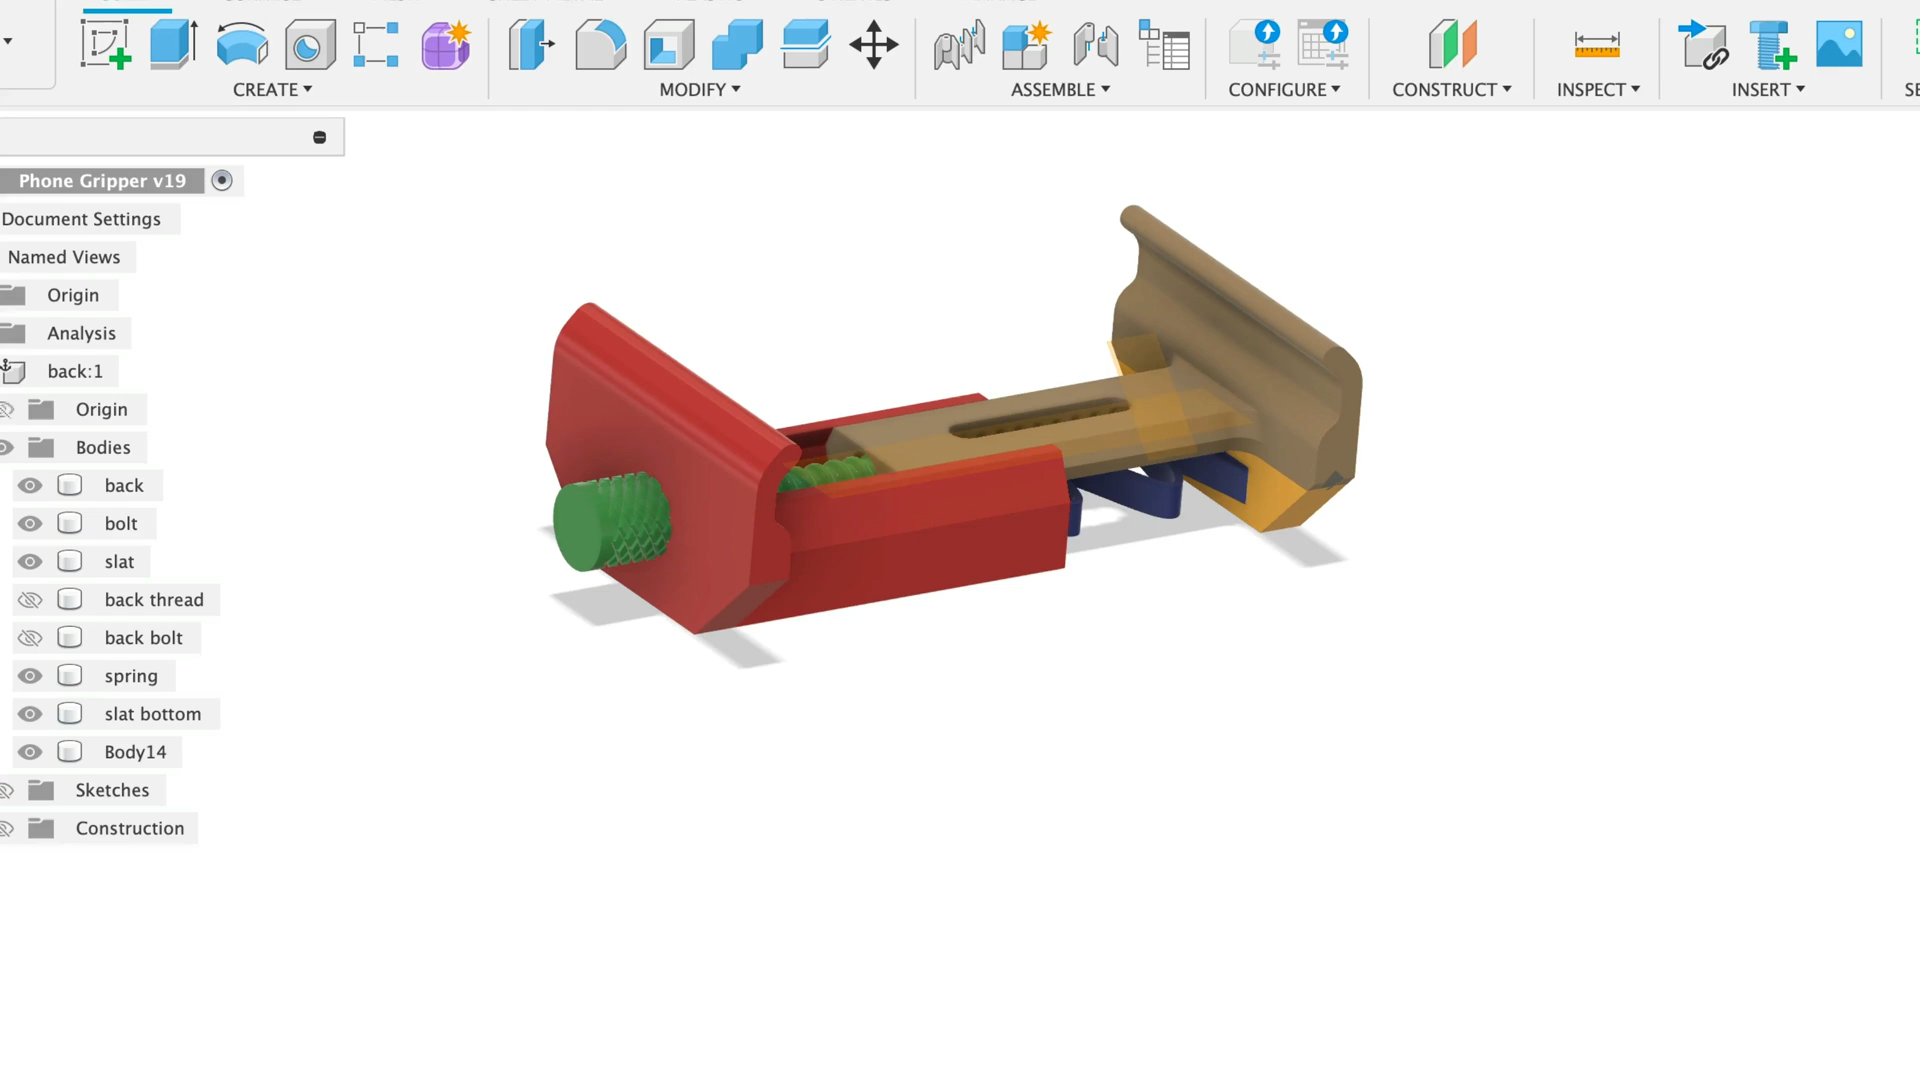 CREATE
MODIFY
ASSEMBLE
CONFIGURE
CONSTRUCT
INSPECT
INSERT
SE
Phone Gripper v19
Document Settings
Named Views
Origin
Analysis
back:1
Origin
Bodies
back
bolt
slat
back thread
back bolt
spring
slat bottom
Body14
Sketches
Construction